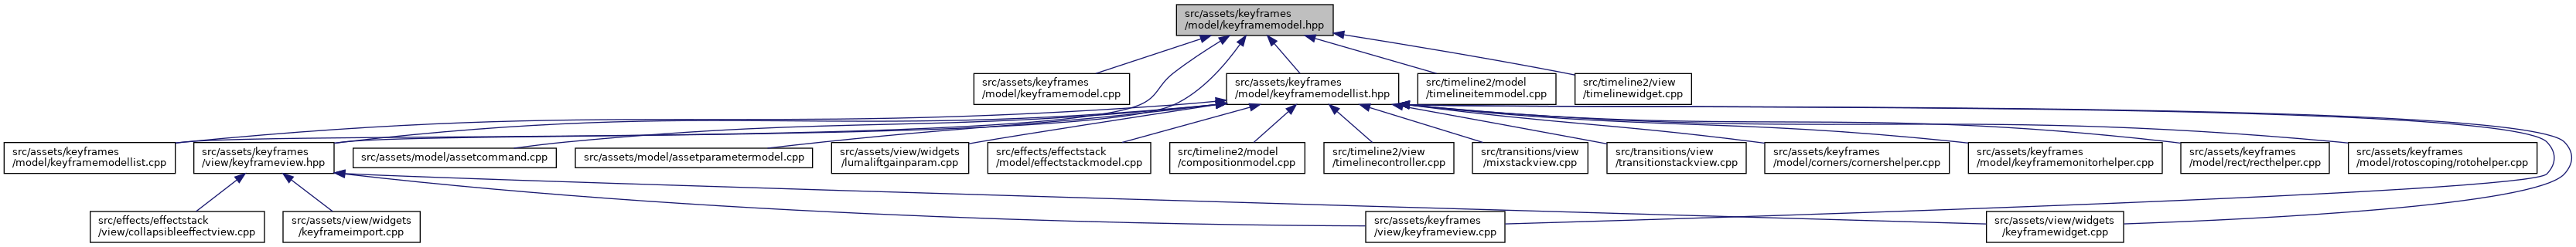 src/assets/keyframes
/model/keyframemodel.hpp
src/assets/keyframes
/model/keyframemodel.cpp
src/assets/keyframes
/model/keyframemodellist.hpp
src/timeline2/model
/timelineitemmodel.cpp
src/timeline2/view
/timelinewidget.cpp
src/assets/keyframes
/model/keyframemodellist.cpp
src/assets/keyframes
/view/keyframeview.hpp
src/assets/model/assetcommand.cpp
src/assets/model/assetparametermodel.cpp
src/assets/view/widgets
/lumaliftgainparam.cpp
src/effects/effectstack
/model/effectstackmodel.cpp
src/timeline2/model
/compositionmodel.cpp
src/timeline2/view
/timelinecontroller.cpp
src/transitions/view
/mixstackview.cpp
src/transitions/view
/transitionstackview.cpp
src/assets/keyframes
/model/corners/cornershelper.cpp
src/assets/keyframes
/model/keyframemonitorhelper.cpp
src/assets/keyframes
/model/rect/recthelper.cpp
src/assets/keyframes
/model/rotoscoping/rotohelper.cpp
src/effects/effectstack
/view/collapsibleeffectview.cpp
src/assets/view/widgets
/keyframeimport.cpp
src/assets/keyframes
/view/keyframeview.cpp
src/assets/view/widgets
/keyframewidget.cpp